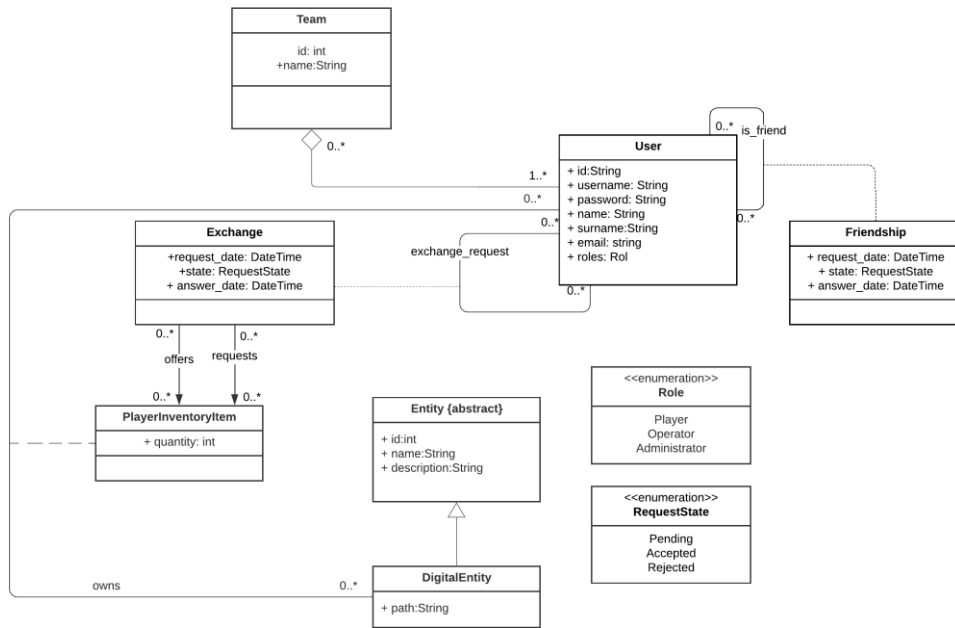 Team
id: int
+name:String
0..*
1..*
0..*
0..*
is_friend
User
+ id:String
+ username: String
+ password: String
+ name: String
+ surname:String
+ email: string
+ roles: Rol
0..*
0..*
exchange_request
0..*
Exchange
+request_date: DateTime
+state: RequestState
+ answer_date: DateTime
Friendship
+ request_date: DateTime
+ state: RequestState
+ answer_date: DateTime
0..*
0..*
offers
requests
0..*
0..*
PlayerInventoryItem
+ quantity: int
Entity {abstract}
+ id:int
+ name:String
+ description:String
<<enumeration>>
Role
Player
Operator
Administrator
<<enumeration>>
RequestState
Pending
Accepted
Rejected
owns
0..*
DigitalEntity
+ path:String